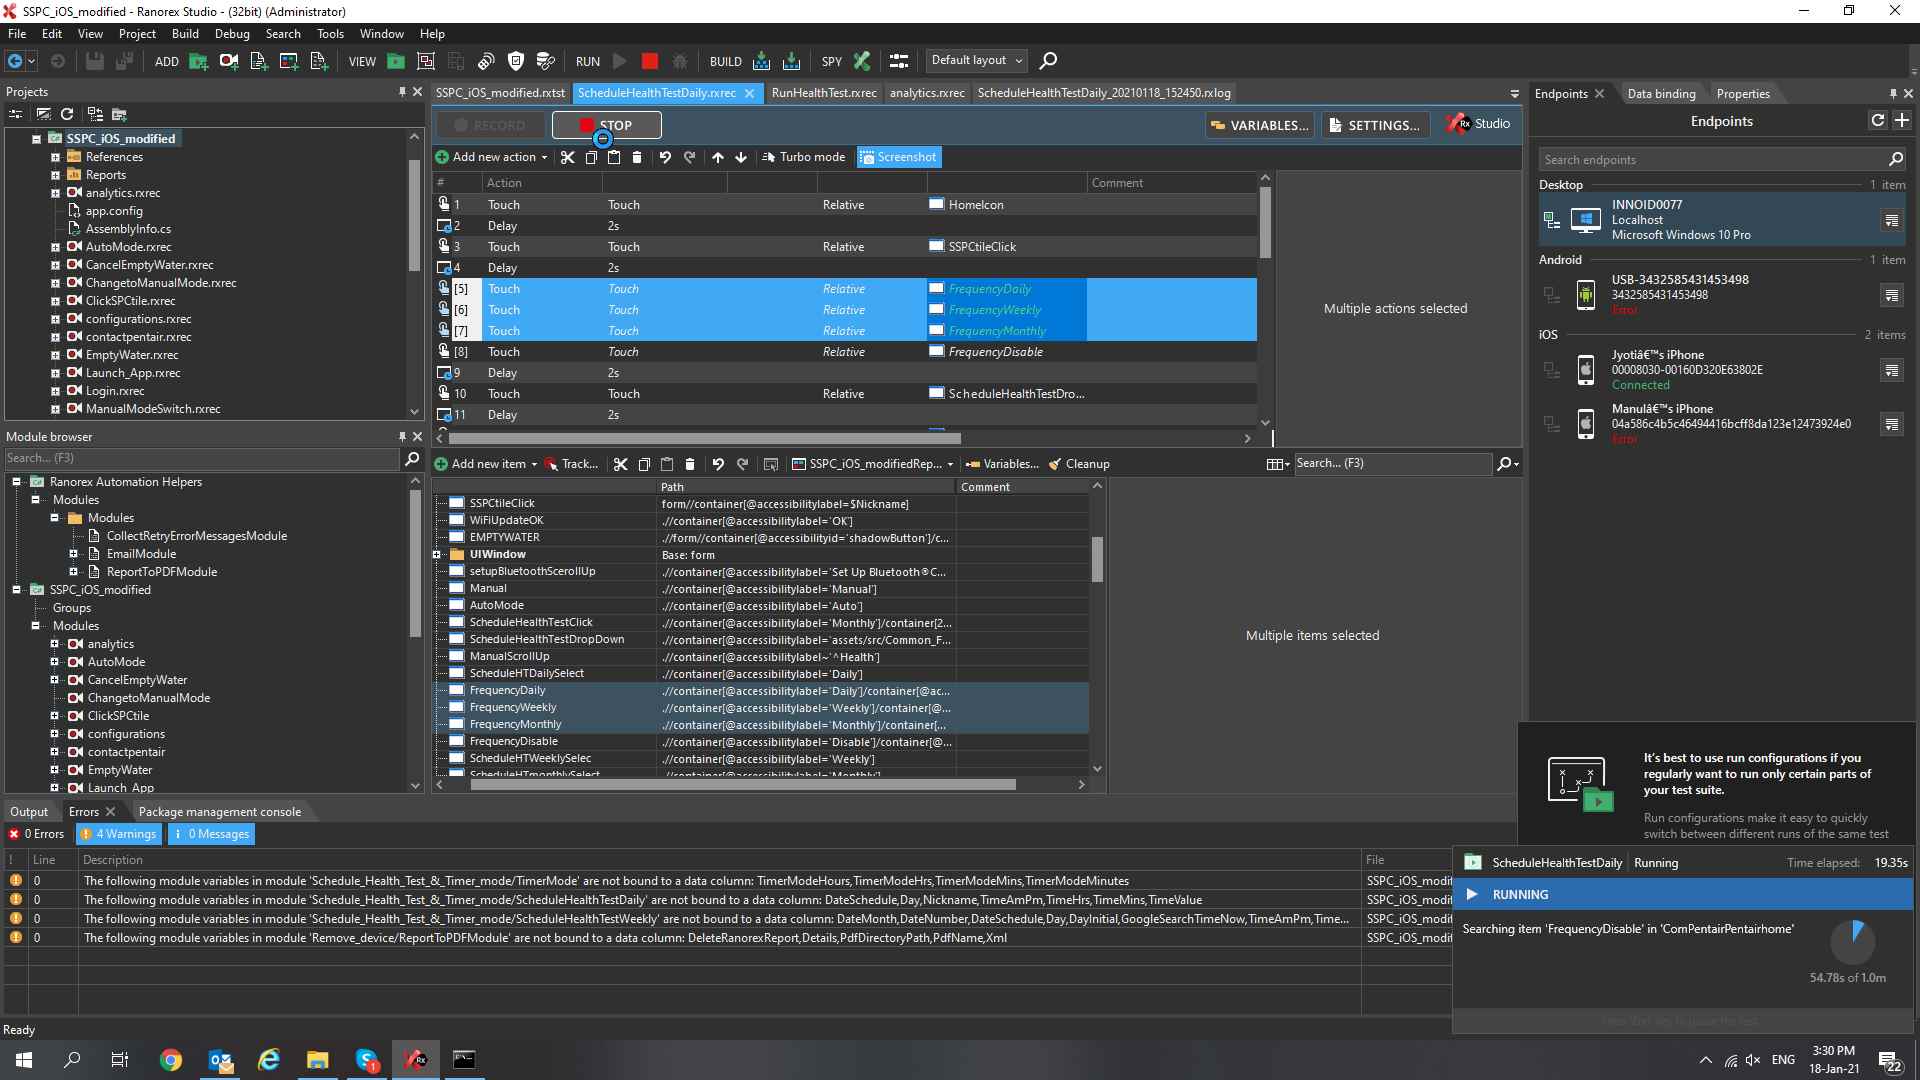 SSPC_iOS_modified - Ranorex Studio - (32bit) (Administrator)
File Edit View Project Build Debug Search Tools Window Help
ADD VIEW RUN BUILD SPY Default layout
Projects
SSPC_iOS_modified
References
Reports
analytics.rxrec
app.config
AssemblyInfo.cs
AutoMode.rxrec
CancelEmptyWater.rxrec
ChangetoManualMode.rxrec
ClickSPCtile.rxrec
configurations.rxrec
contactpentair.rxrec
EmptyWater.rxrec
Launch_App.rxrec
Login.rxrec
ManualModeSwitch.rxrec
Module browser
Search... (F3)
Ranorex Automation Helpers
Modules
Modules
CollectRetryErrorMessagesModule
EmailModule
ReportToPDFModule
SSPC_iOS_modified
Groups
Modules
analytics
AutoMode
CancelEmptyWater
ChangetoManualMode
ClickSPCtile
configurations
contactpentair
EmptyWater
Launch_App
SSPC_iOS_modified.rxtst ScheduleHealthTestDaily.rxrec RunHealthTest.rxrec analytics.rxrec ScheduleHealthTestDaily_20210118_152450.rxlog
RECORD STOP VARIABLES... SETTINGS... Rx Studio
Add new action Turbo mode Screenshot
# Action Comment
1 Touch Touch Relative HomeIcon
2 Delay 2s
3 Touch Touch Relative SSPCtileClick
4 Delay 2s
[5] Touch Touch Relative FrequencyDaily
[6] Touch Touch Relative FrequencyWeekly
[7] Touch Touch Relative FrequencyMonthly
[8] Touch Touch Relative FrequencyDisable
9 Delay 2s
10 Touch Touch Relative ScheduleHealthTestDro...
11 Delay 2s
Multiple actions selected
Add new item Track... SSPC_iOS_modifiedRep... Variables... Cleanup Search... (F3)
Path Comment
SSPCtileClick form//container[@accessibilitylabel=$Nickname]
WiFiUpdateOK .//container[@accessibilitylabel='OK']
EMPTYWATER .//form//container[@accessibilityid='shadowButton']/c...
UIWindow Base: form
setupBluetoothScerollUp .//container[@accessibilitylabel='Set Up Bluetooth®C...
Manual .//container[@accessibilitylabel='Manual']
AutoMode .//container[@accessibilitylabel='Auto']
ScheduleHealthTestClick .//container[@accessibilitylabel='Monthly']/container[2...
ScheduleHealthTestDropDown .//container[@accessibilitylabel='assets/src/Common_F...
ManualScrollUp .//container[@accessibilitylabel~'^Health']
ScheduleHTDailySelect .//container[@accessibilitylabel='Daily']
FrequencyDaily .//container[@accessibilitylabel='Daily']/container[@ac...
FrequencyWeekly .//container[@accessibilitylabel='Weekly']/container[@...
FrequencyMonthly .//container[@accessibilitylabel='Monthly']/container[...
FrequencyDisable .//container[@accessibilitylabel='Disable']/container[@...
ScheduleHTWeeklySelec .//container[@accessibilitylabel='Weekly']
ScheduleHTmonthlySelect .//container[@accessibilitylabel='Monthly']
Multiple items selected
Endpoints Data binding Properties
Endpoints
Search endpoints
Desktop 1 item
INNOID0077
Localhost
Microsoft Windows 10 Pro
Android 1 item
USB-3432585431453498
3432585431453498
Error
iOS 2 items
Jyotiâ€™s iPhone
00008030-00160D320E63802E
Connected
Manulâ€™s iPhone
04a586c4b5c46494416bcff8da123e12473924e0
Error
It's best to use run configurations if you
regularly want to run only certain parts of
your test suite.
Run configurations make it easy to quickly
switch between different runs of the same test
ScheduleHealthTestDaily Running Time elapsed: 19.35s
RUNNING
Searching item 'FrequencyDisable' in 'ComPentairPentairhome'
54.78s of 1.0m
Output Errors Package management console
0 Errors 4 Warnings 0 Messages
! Line Description File
0 The following module variables in module 'Schedule_Health_Test_&_Timer_mode/TimerMode' are not bound to a data column: TimerModeHours,TimerModeHrs,TimerModeMins,TimerModeMinutes SSPC_iOS_modif
0 The following module variables in module 'Schedule_Health_Test_&_Timer_mode/ScheduleHealthTestDaily' are not bound to a data column: DateSchedule,Day,Nickname,TimeAmPm,TimeHrs,TimeMins,TimeValue SSPC_iOS_modif
0 The following module variables in module 'Schedule_Health_Test_&_Timer_mode/ScheduleHealthTestWeekly' are not bound to a data column: DateMonth,DateNumber,DateSchedule,Day,DayInitial,GoogleSearchTimeNow,TimeAmPm,Time... SSPC_iOS_modif
0 The following module variables in module 'Remove_device/ReportToPDFModule' are not bound to a data column: DeleteRanorexReport,Details,PdfDirectoryPath,PdfName,Xml SSPC_iOS_modif
Ready
ENG 3:30 PM
18-Jan-21 22